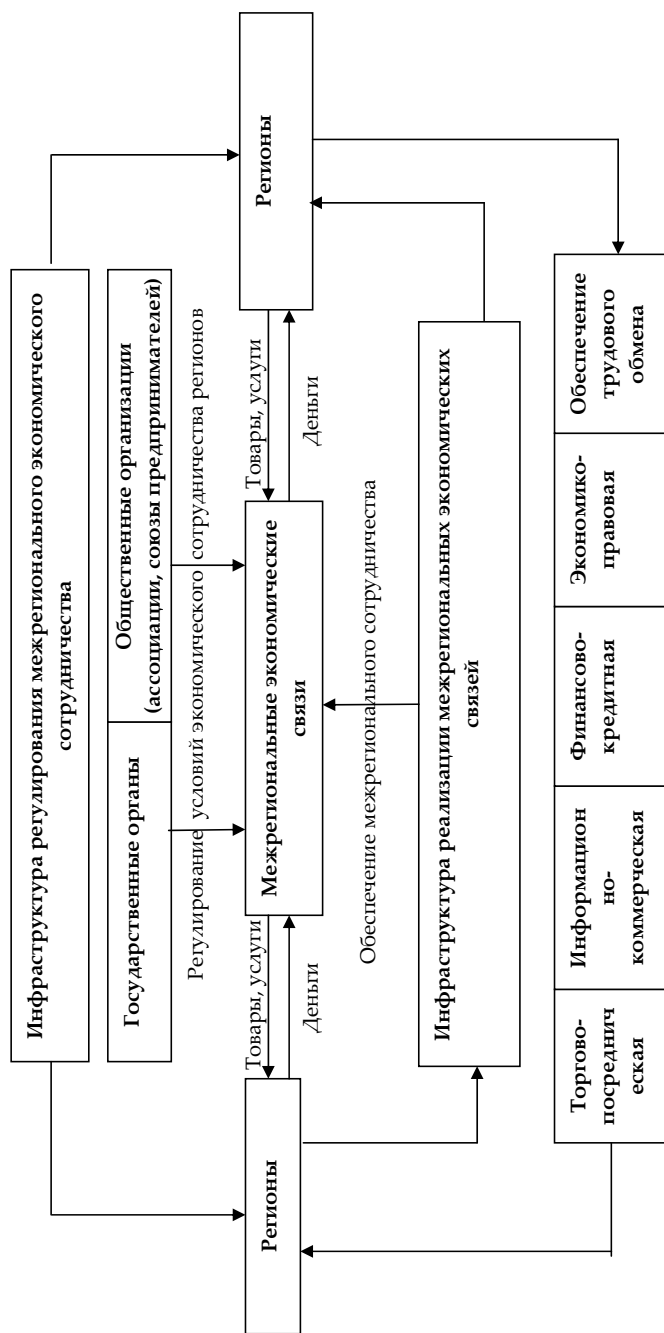 Инфраструктура регулирования межрегионального экономического
сотрудничества
Государственные органы
Общественные организации
(ассоциации, союзы предпринимателей)
Регулирование условий экономического сотрудничества регионов
Регионы
Товары, услуги
Деньги
Межрегиональные экономические
связи
Товары, услуги
Деньги
Регионы
Обеспечение межрегионального сотрудничества
Инфраструктура реализации межрегиональных экономических
связей
Торгово-
посреднич
еская
Информацион
но-
коммерческая
Финансово-
кредитная
Экономико-
правовая
Обеспечение
трудового
обмена